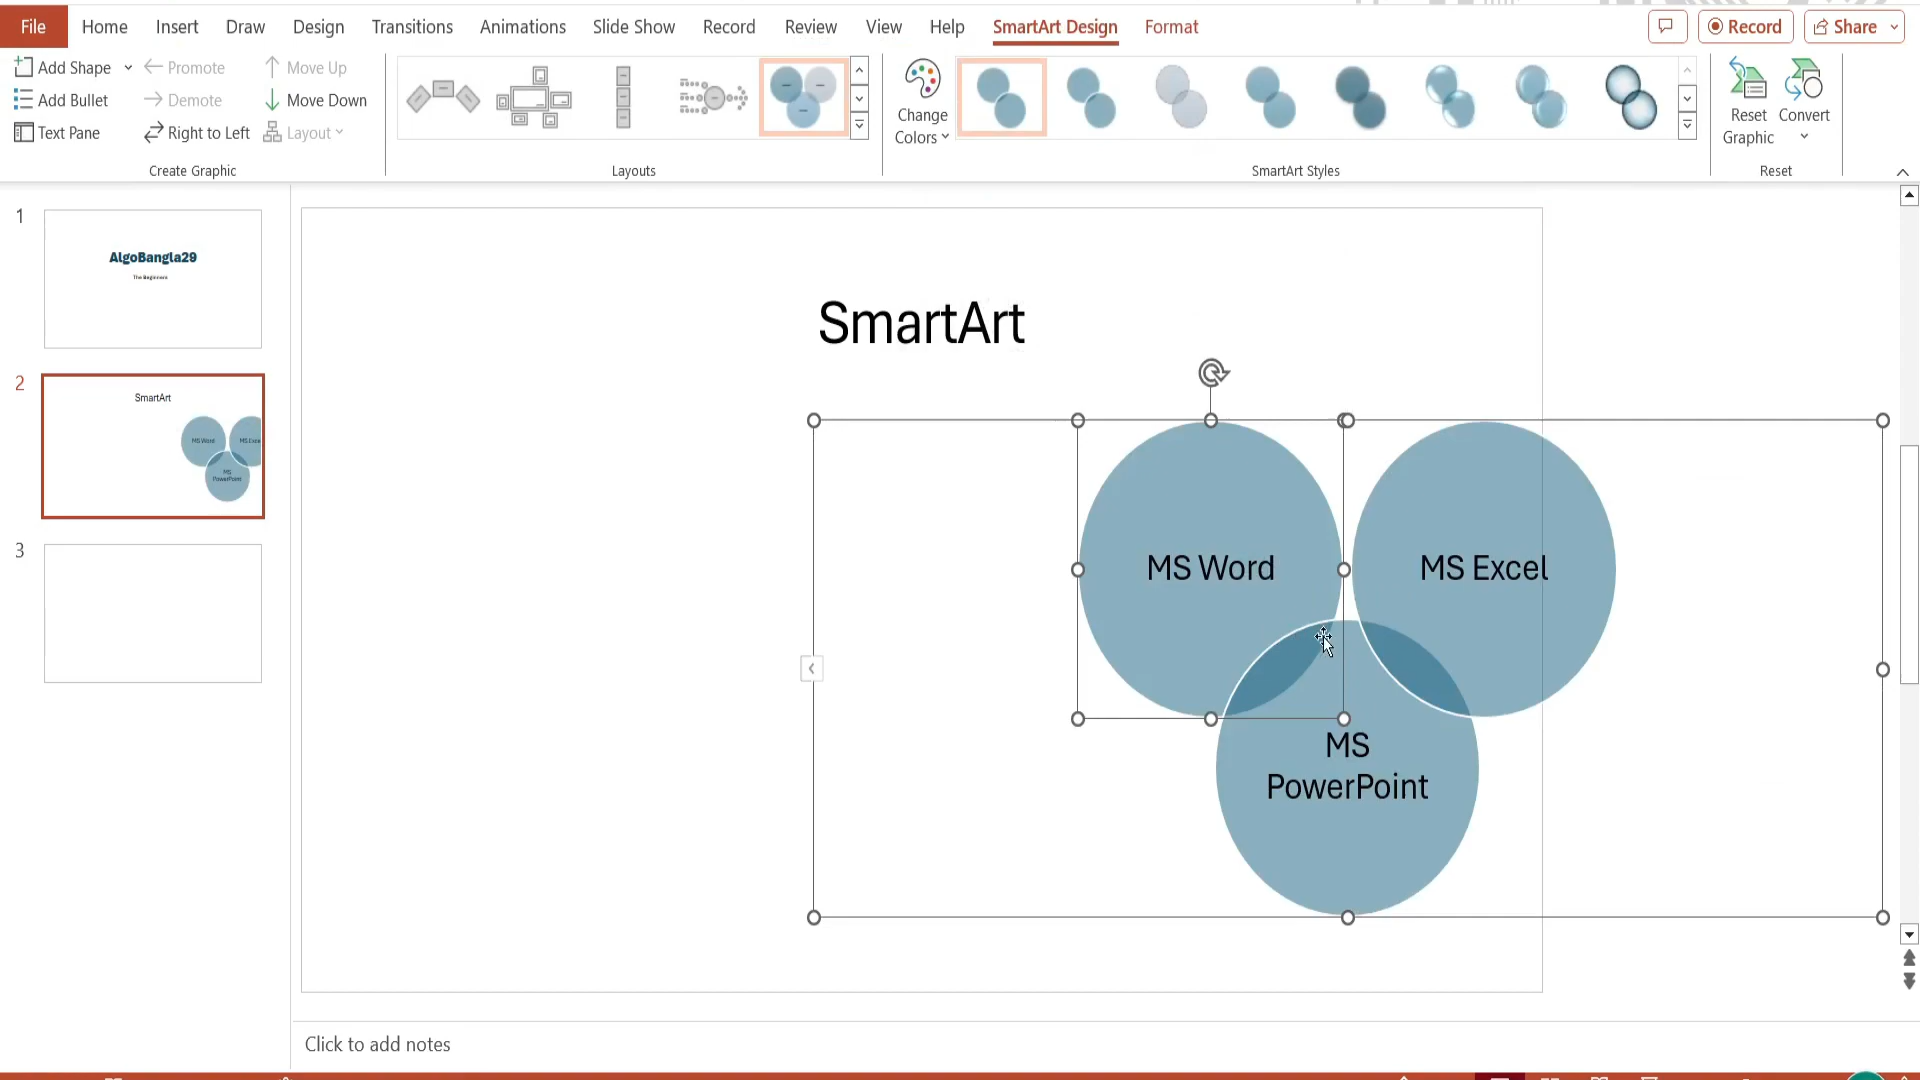 File Home Insert Draw Design Transitions Animations Slide Show Record Review View Help SmartArt Design Format Record Share
Add Shape Promote Move Up
Add Bullet Demote Move Down
Text Pane Right to Left Layout
Create Graphic
Layouts
Change
Colors
SmartArt Styles
Reset
Graphic
Convert
Reset
1
AlgoBangla29
The Beginners
2
SmartArt
MS Word
MS Exce
MS
PowerPoint
3
SmartArt
MS Word
MS Excel
MS
PowerPoint
Click to add notes